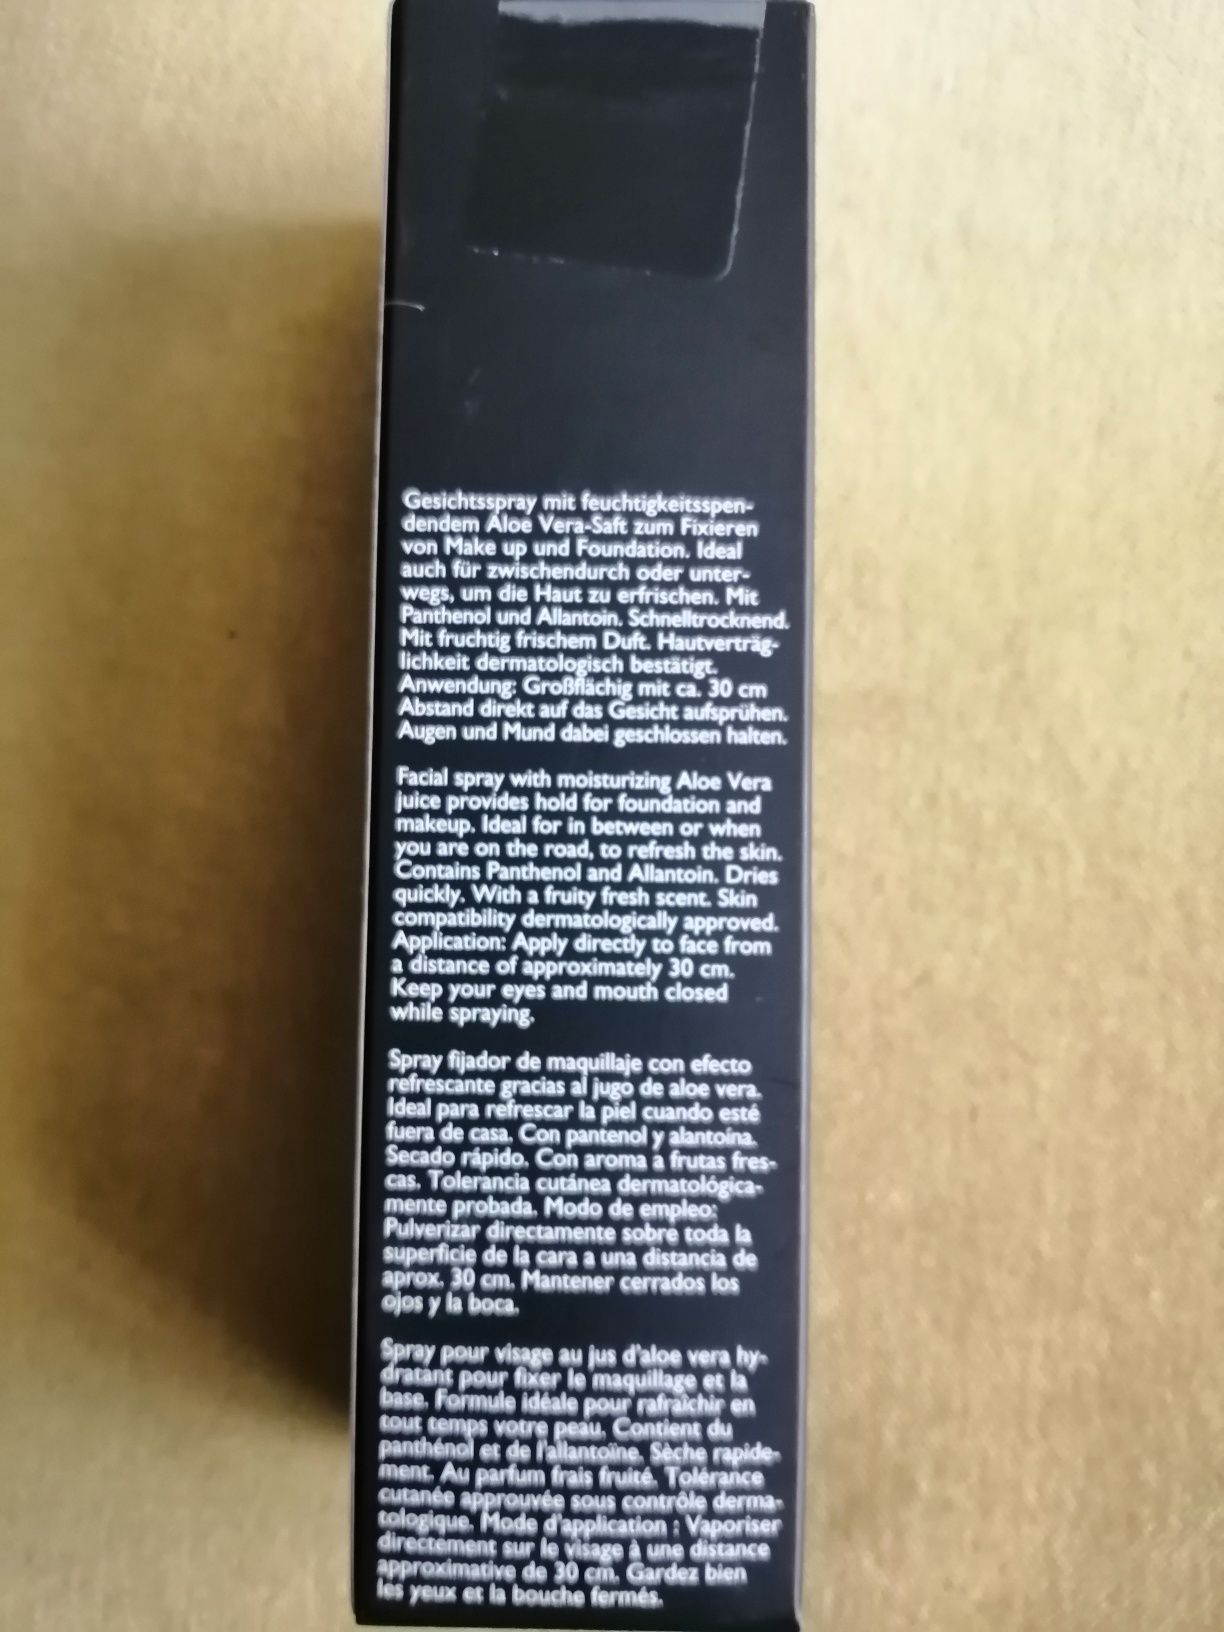 Gesichtsspray mit feuchtigkeitsspen-
dendem Aloe Vera-Saft zum Fixieren
von Make up und Foundation. Ideal
auch für zwischendurch oder unter-
wegs, um die Haut zu erfrischen. Mit
Panthenol und Allantoin. Schnelltrocknend.
Mit fruchtig frischem Duft. Hautverträg-
lichkeit dermatologisch bestätigt.
Anwendung: Großflächig mit ca. 30 cm
Abstand direkt auf das Gesicht aufsprühen.
Augen und Mund dabei geschlossen halten.
Facial spray with moisturizing Aloe Vera
juice provides hold for foundation and
makeup. Ideal for in between or when
you are on the road, to refresh the skin.
Contains Panthenol and Allantoin. Dries
quickly. With a fruity fresh scent. Skin
compatibility dermatologically approved.
Application: Apply directly to face from
a distance of approximately 30 cm.
Keep your eyes and mouth closed
while spraying.
Spray fijador de maquillaje con efecto
refrescante gracias al jugo de aloe vera.
Ideal para refrescar la piel cuando esté
fuera de casa. Con pantenol y alantoína.
Secado rápido. Con aroma a frutas fres-
cas. Tolerancia cutánea dermatológica-
mente probada. Modo de empleo:
Pulverizar directamente sobre toda la
superficie de la cara a una distancia de
aprox. 30 cm. Mantener cerrados los
ojos y la boca.
Spray pour visage au jus d'aloe vera hy-
dratant pour fixer le maquillage et la
base. Formule idéale pour rafraîchir en
tout temps votre peau. Contient du
panthénol et de l'allantoïne. Sèche rapide-
ment. Au parfum frais fruité. Tolérance
cutanée approuvée sous contrôle derma-
tologique. Mode d'application : Vaporiser
directement sur le visage à une distance
approximative de 30 cm. Gardez bien
les yeux et la bouche fermés.